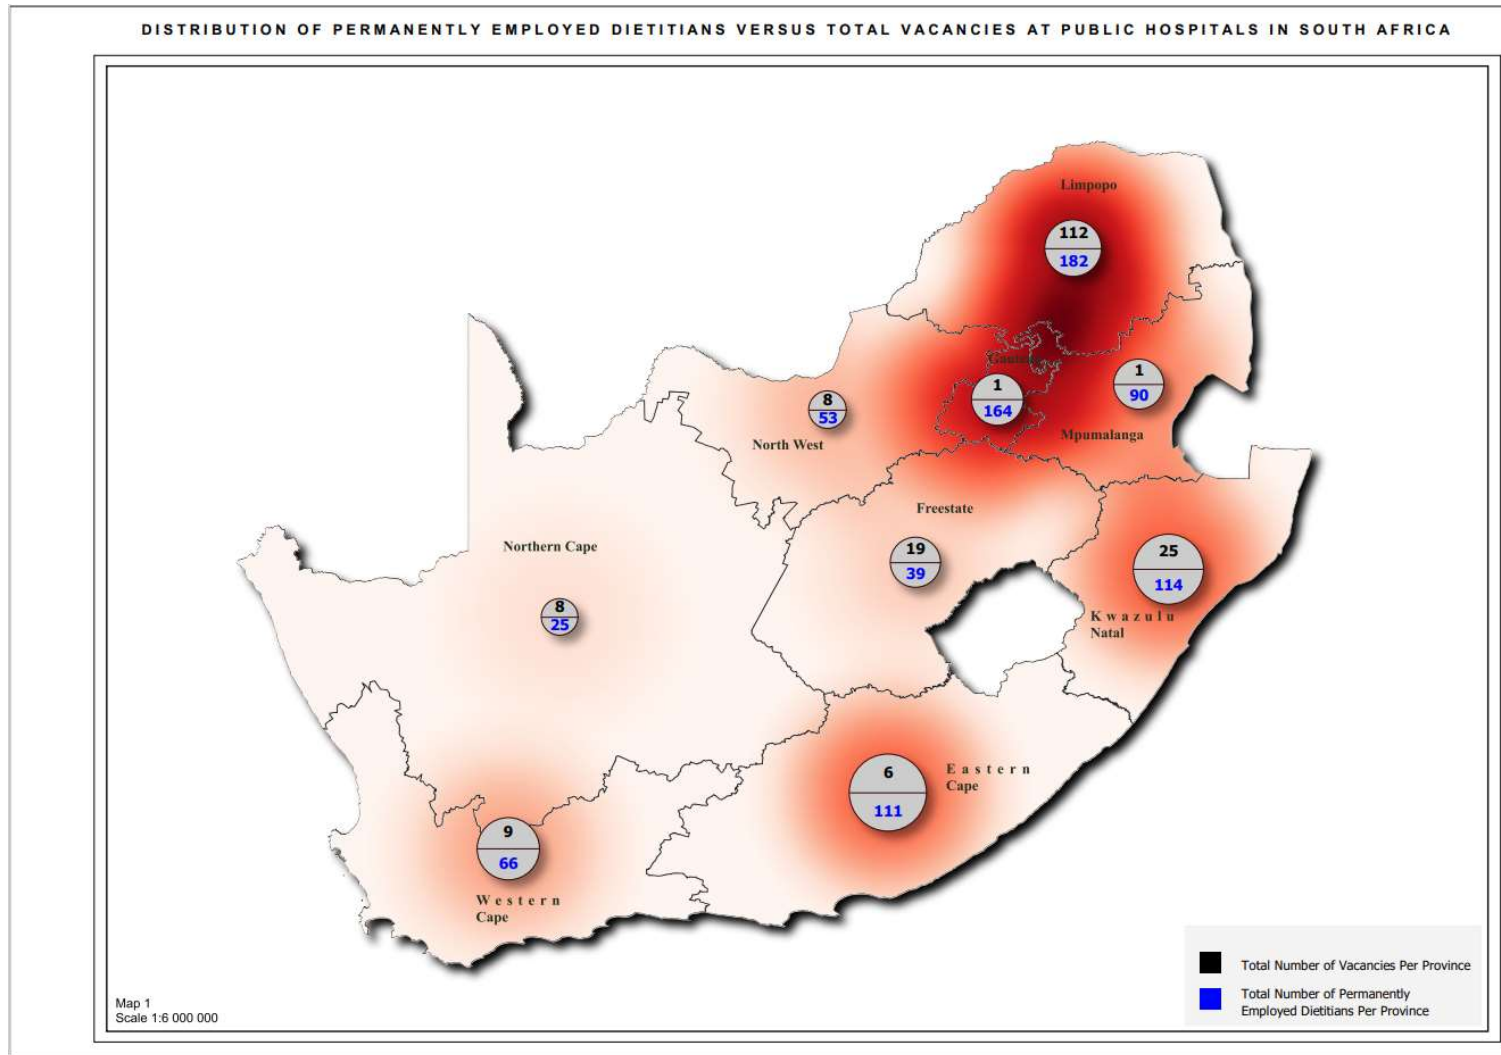 DISTRIBUTION OF PERMANENTLY EMPLOYED DIETITIANS VERSUS TOTAL VACANCIES AT PUBLIC HOSPITALS IN SOUTH AFRICA
Limpopo
112
182
Gauteng
1
164
1
90
Mpumalanga
8
53
North West
Freestate
19
39
Northern Cape
8
25
25
114
Kwazulu
Natal
6
111
Eastern
Cape
9
66
Western
Cape
Total Number of Vacancies Per Province
Total Number of Permanently
Employed Dietitians Per Province
Map 1
Scale 1:6 000 000